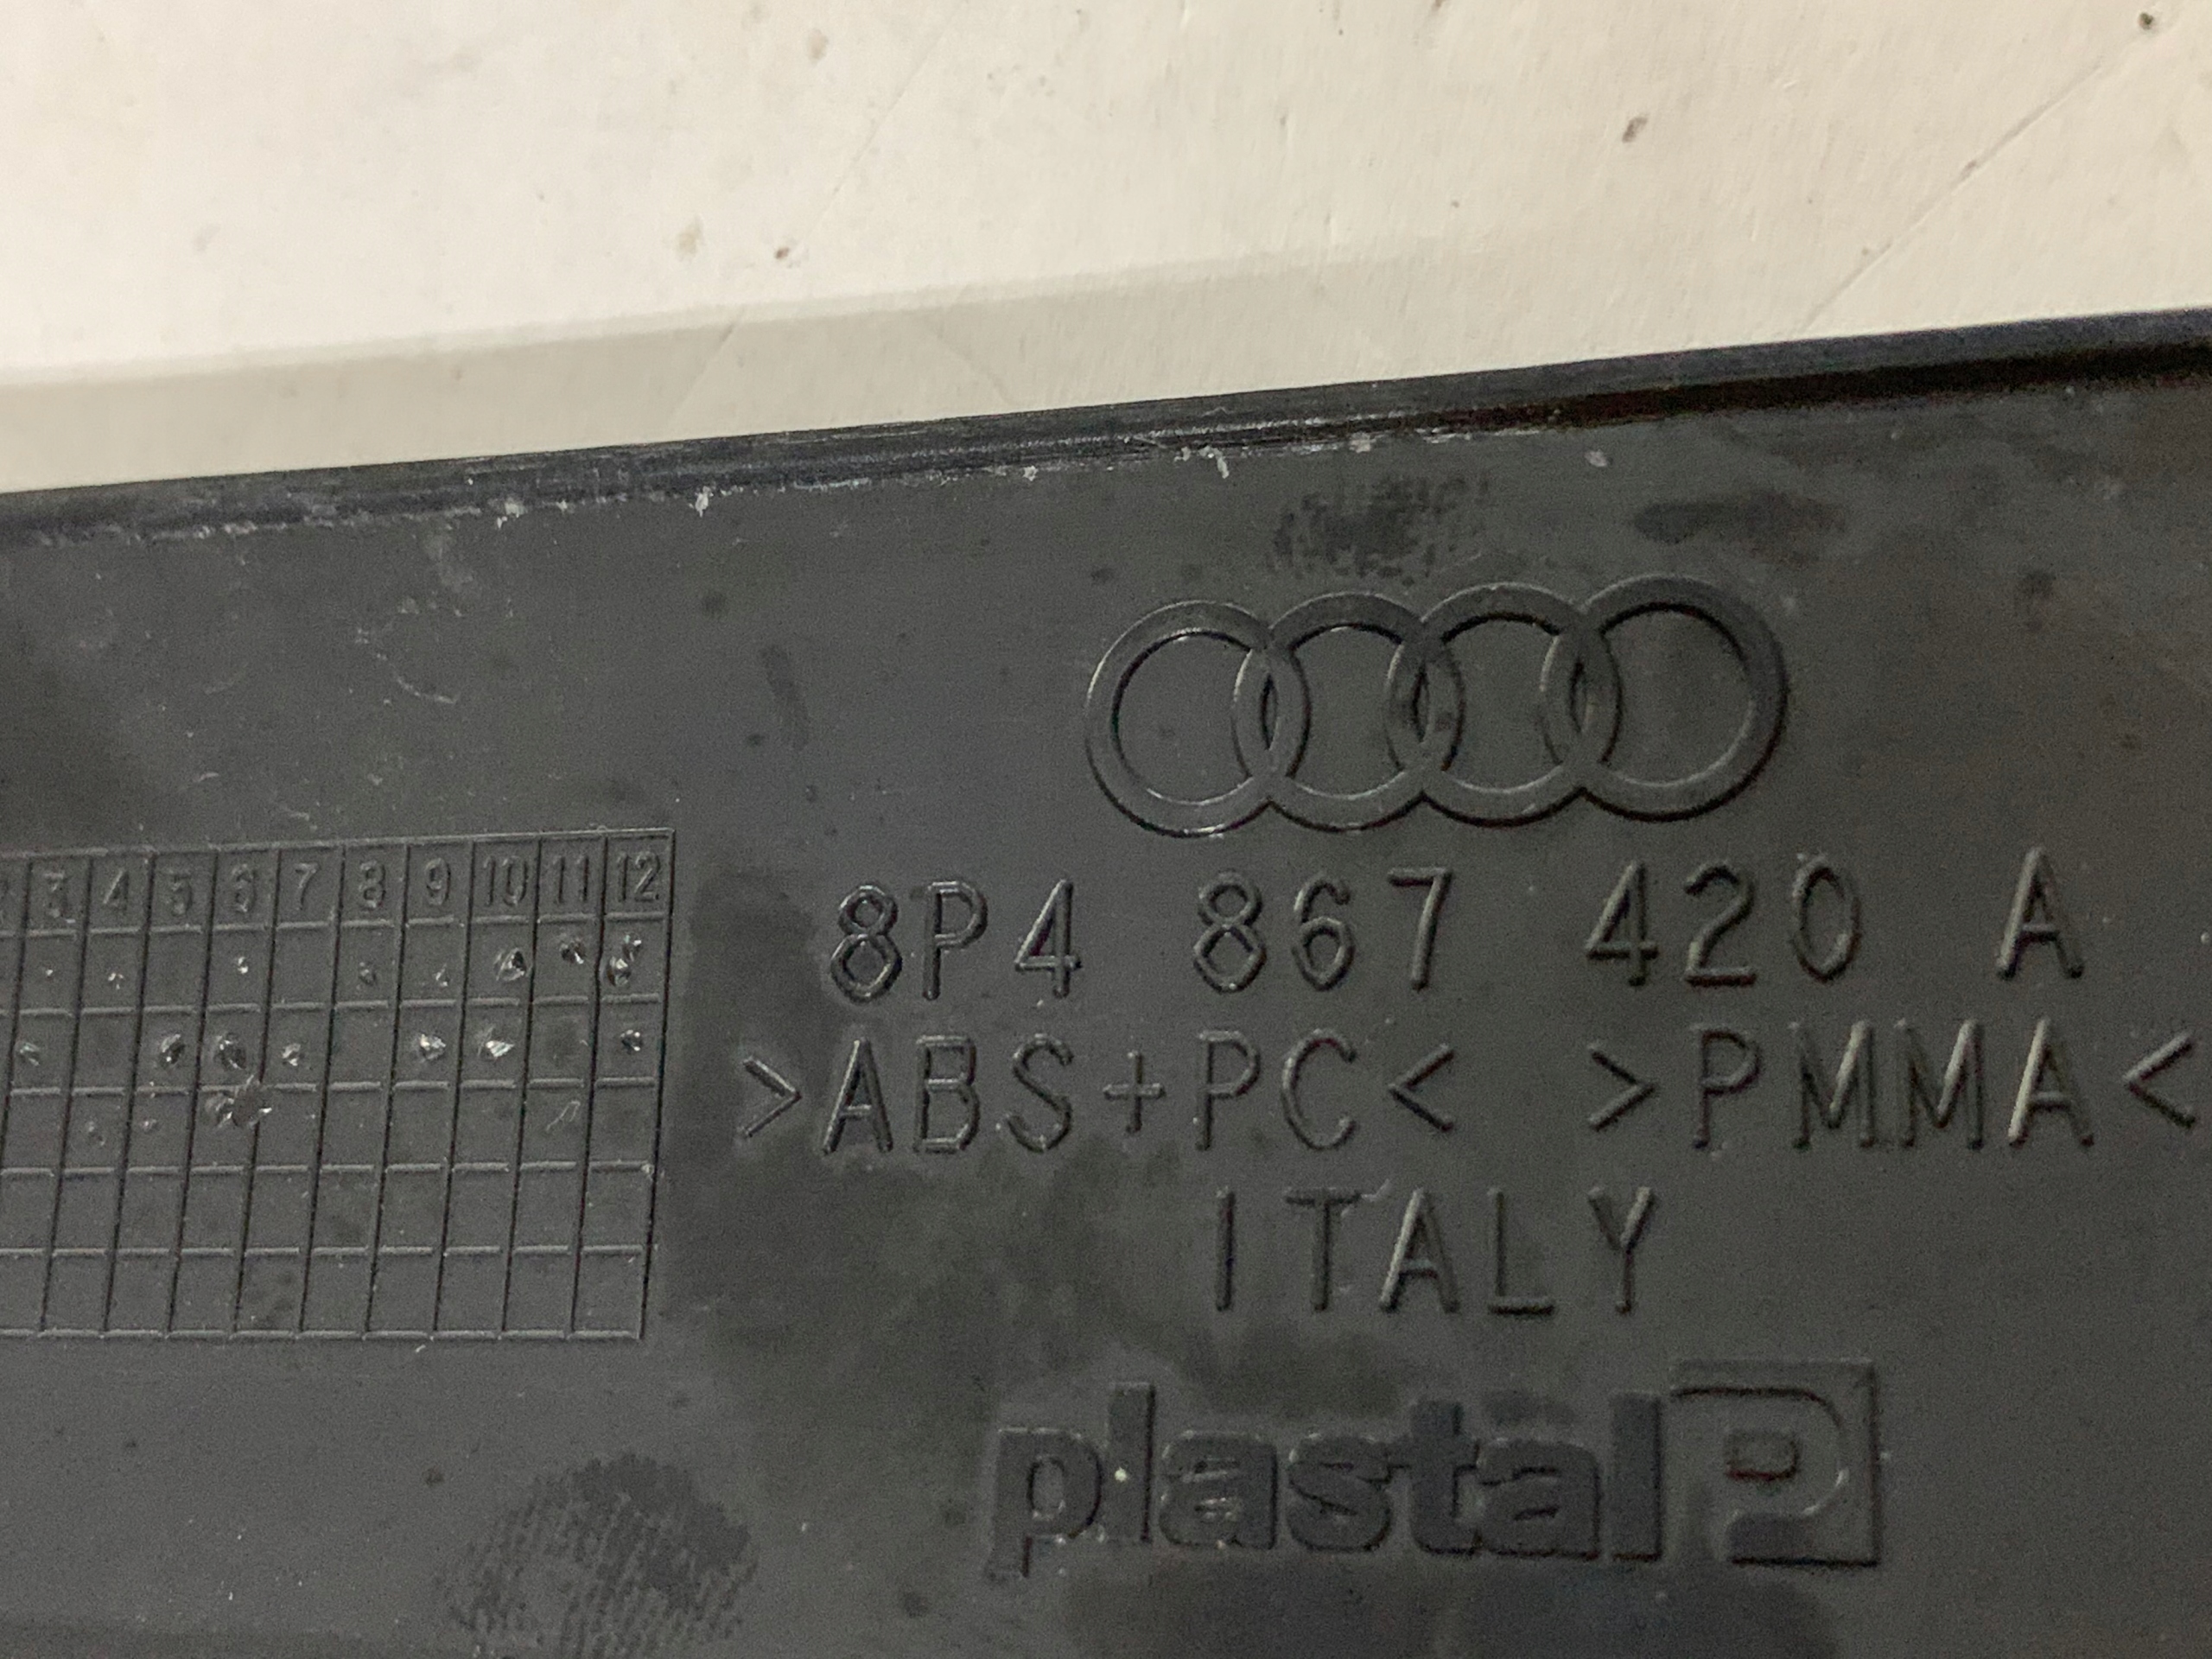 3 4 5 6 7 8 9 10 11 12
8P4 867 420 A
>ABS+PC< >PMMA<
ITALY
plastal